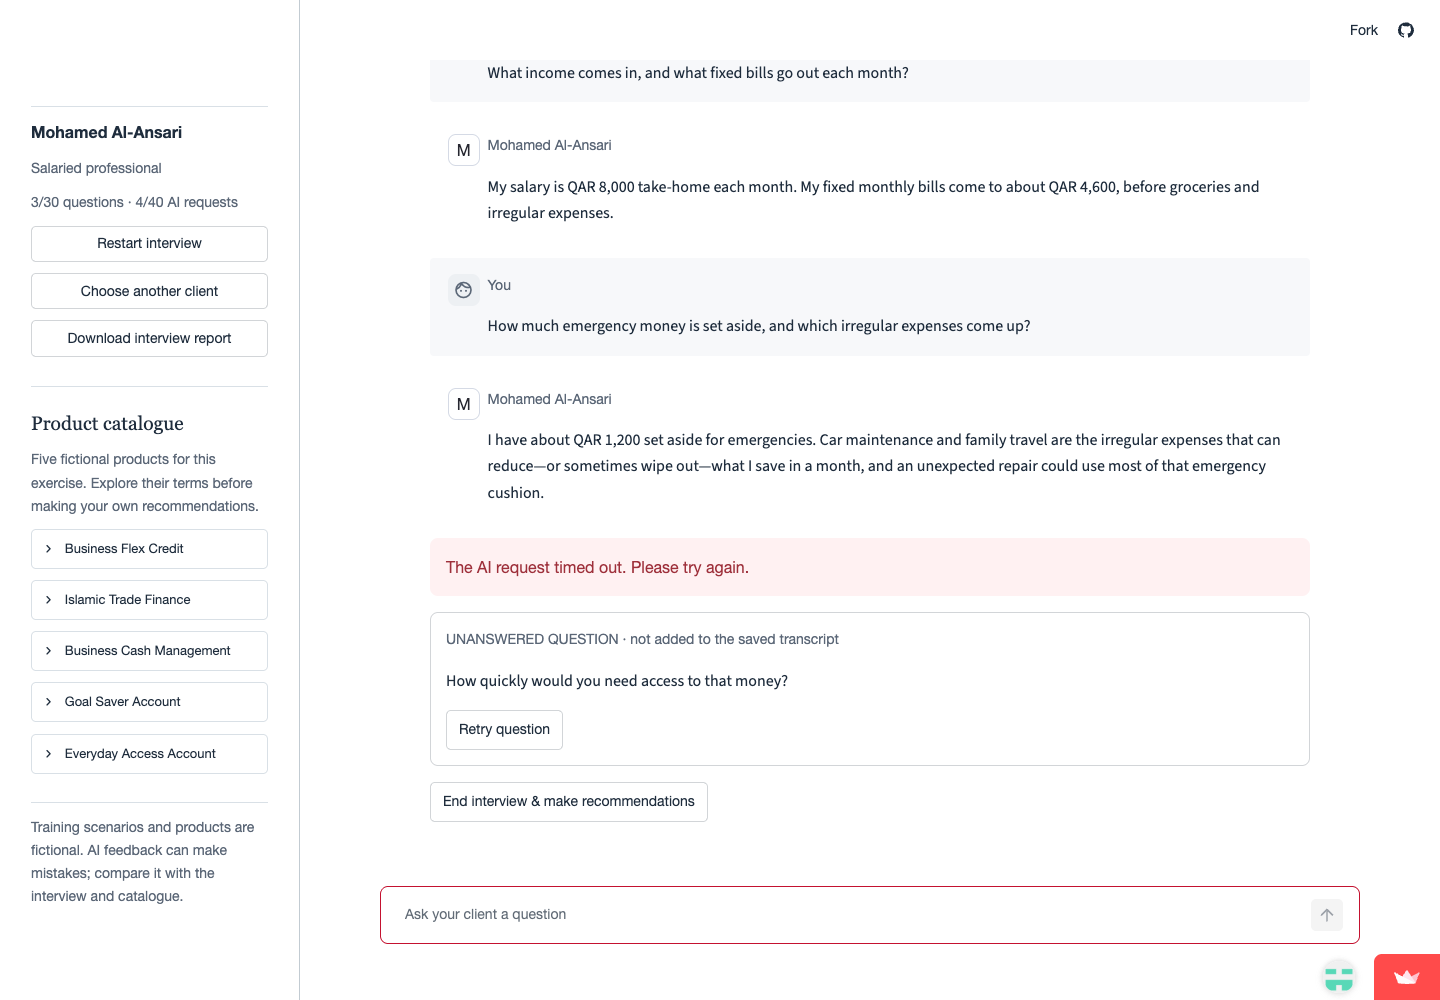 Fork
Mohamed Al-Ansari
Salaried professional
3/30 questions · 4/40 AI requests
Restart interview
Choose another client
Download interview report
Product catalogue
Five fictional products for this
exercise. Explore their terms before
making your own recommendations.
Business Flex Credit
Islamic Trade Finance
Business Cash Management
Goal Saver Account
Everyday Access Account
Training scenarios and products are
fictional. AI feedback can make
mistakes; compare it with the
interview and catalogue.
What income comes in, and what fixed bills go out each month?
M
Mohamed Al-Ansari
My salary is QAR 8,000 take-home each month. My fixed monthly bills come to about QAR 4,600, before groceries and
irregular expenses.
You
How much emergency money is set aside, and which irregular expenses come up?
M
Mohamed Al-Ansari
I have about QAR 1,200 set aside for emergencies. Car maintenance and family travel are the irregular expenses that can
reduce—or sometimes wipe out—what I save in a month, and an unexpected repair could use most of that emergency
cushion.
The AI request timed out. Please try again.
UNANSWERED QUESTION · not added to the saved transcript
How quickly would you need access to that money?
Retry question
End interview & make recommendations
Ask your client a question